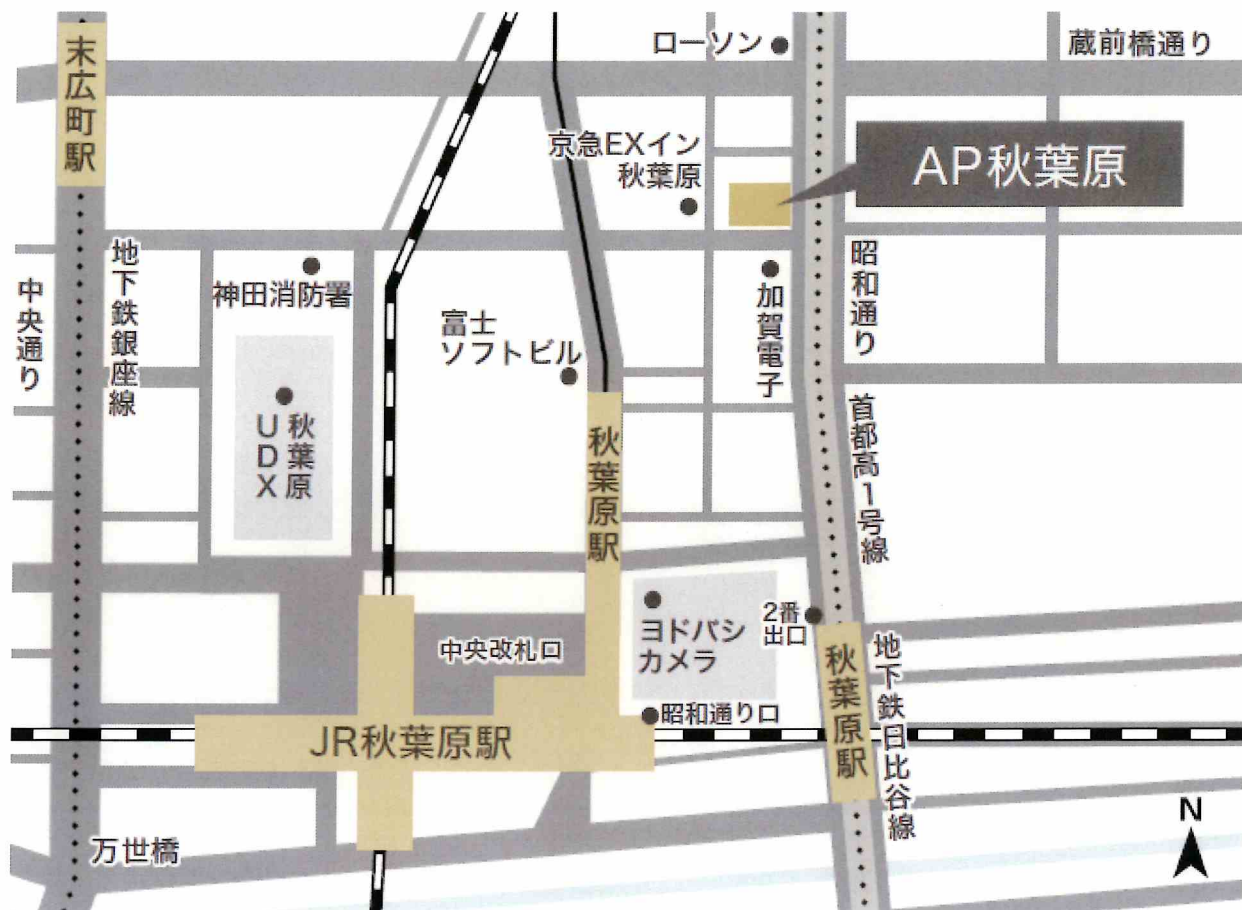 末広町駅
ローソン
蔵前橋通り
京急EXイン
秋葉原
AP秋葉原
中央通り
地下鉄銀座線
神田消防署
富士
ソフトビル
加賀電子
昭和通り
秋葉原
UDX
秋葉原駅
首都高1号線
ヨドバシ
カメラ
2番
出口
中央改札口
昭和通り口
JR秋葉原駅
秋葉原駅
地下鉄日比谷線
万世橋
N